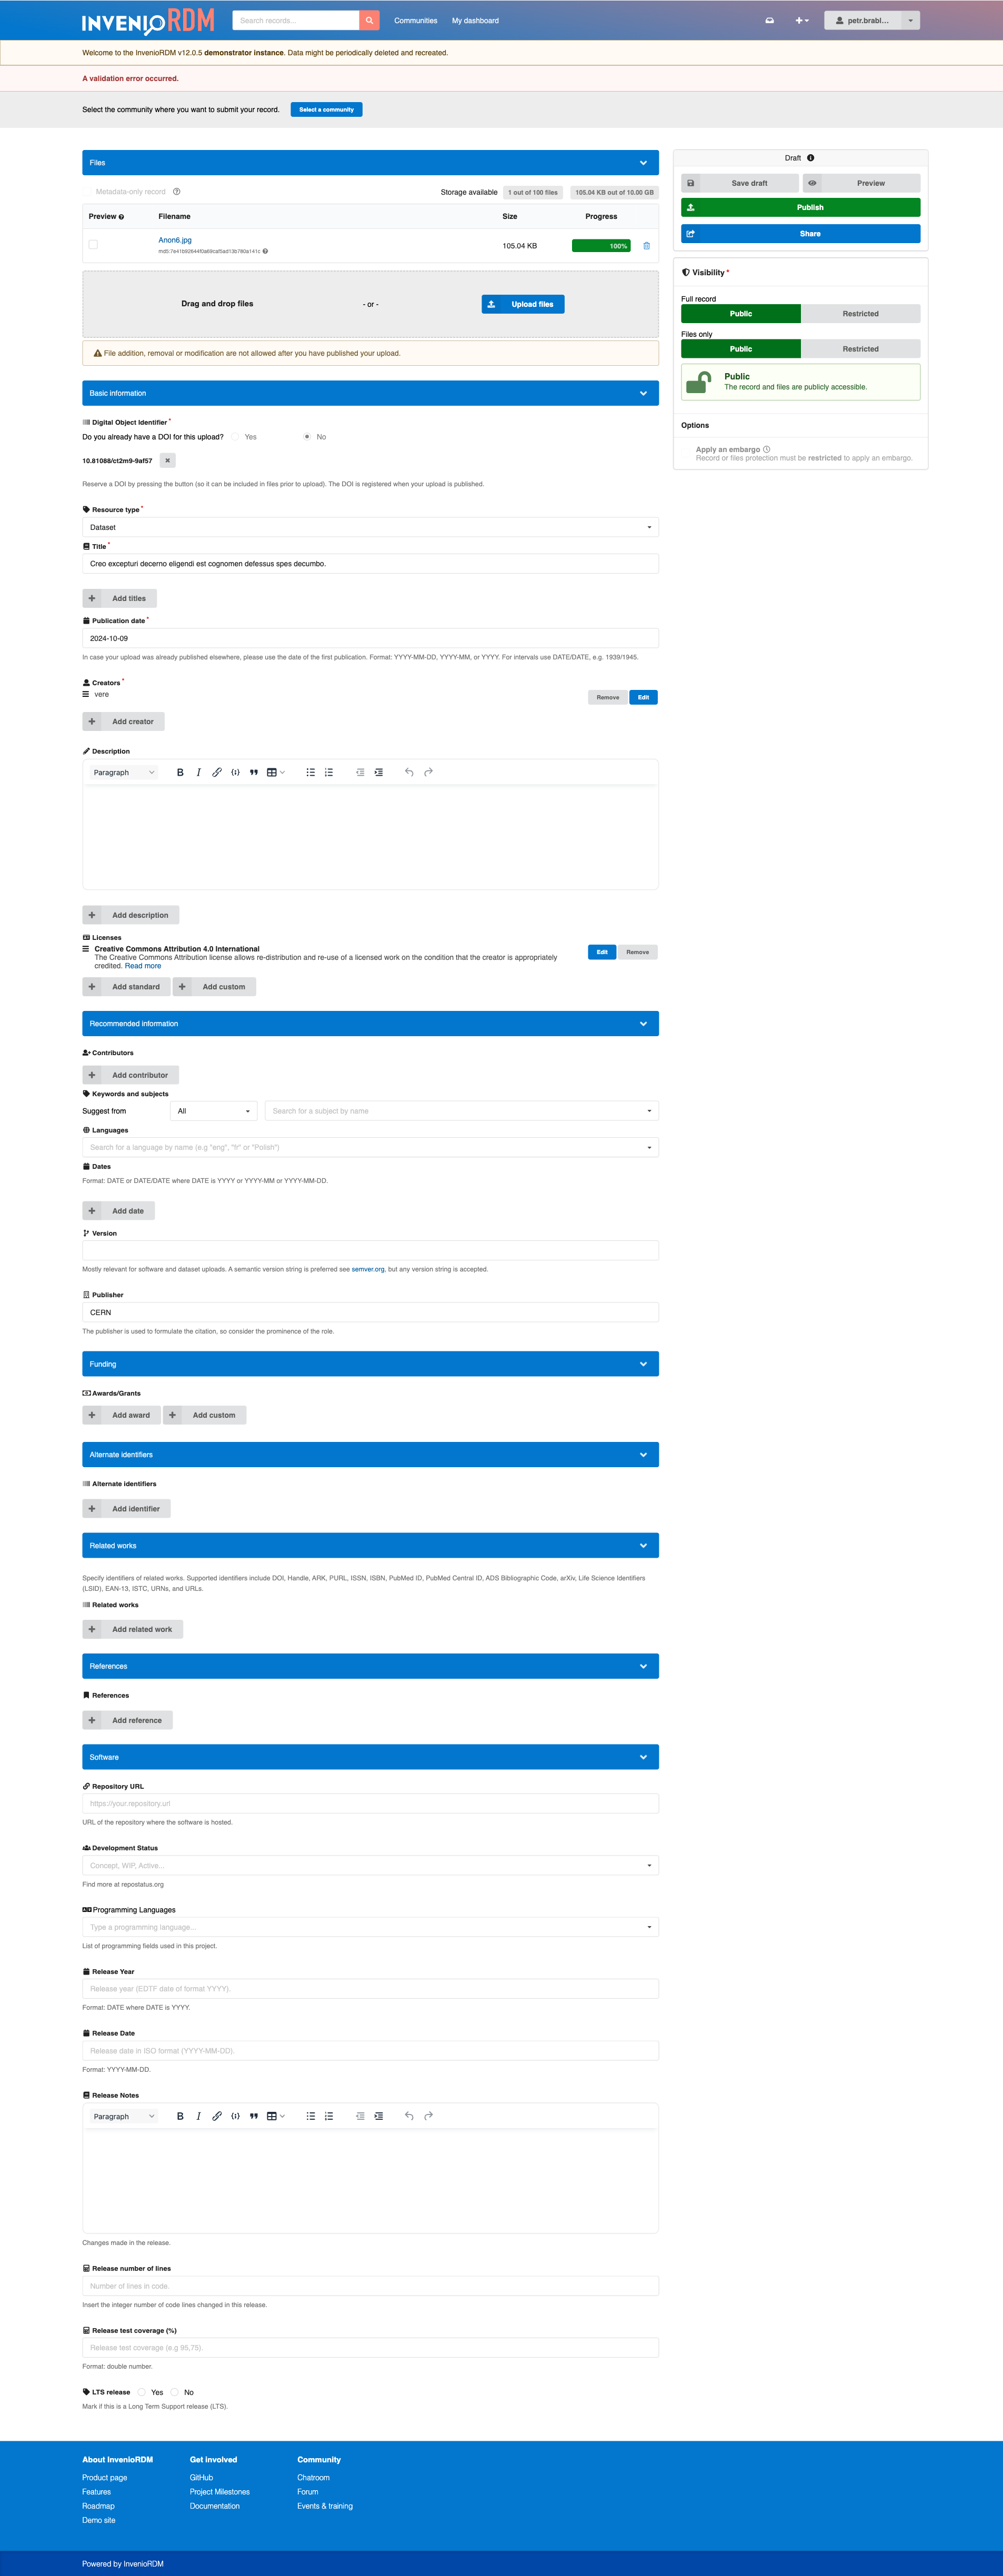 INVENIORDM
Search records...
Communities
My dashboard
petr.brabl...
Welcome to the InvenioRDM v12.0.5 demonstrator instance. Data might be periodically deleted and recreated.
A validation error occurred.
Select the community where you want to submit your record.
Select a community
Files
Metadata-only record
Storage available
1 out of 100 files
105.04 KB out of 10.00 GB
Preview
Filename
Size
Progress
Anon6.jpg
105.04 KB
100%
Drag and drop files
- or -
Upload files
File addition, removal or modification are not allowed after you have published your upload.
Draft
Save draft
Preview
Publish
Share
Visibility *
Full record
Public
Restricted
Files only
Public
Restricted
Public
The record and files are publicly accessible.
Options
Apply an embargo
Record or files protection must be restricted to apply an embargo.
Basic information
Digital Object Identifier *
Do you already have a DOI for this upload?
Yes
No
10.81088/ct2m9-9af57
Reserve a DOI by pressing the button (so it can be included in files prior to upload). The DOI is registered when your upload is published.
Resource type *
Dataset
Title *
Creo excepturi decerno eligendi est cognomen defessus spes decumbo.
Add titles
Publication date *
2024-10-09
In case your upload was already published elsewhere, please use the date of the first publication. Format: YYYY-MM-DD, YYYY-MM, or YYYY. For intervals use DATE/DATE, e.g. 1939/1945.
Creators *
vere
Remove
Edit
Add creator
Description
Paragraph
Add description
Licenses
Creative Commons Attribution 4.0 International
The Creative Commons Attribution license allows re-distribution and re-use of a licensed work on the condition that the creator is appropriately
credited. Read more
Edit
Remove
Add standard
Add custom
Recommended information
Contributors
Add contributor
Keywords and subjects
Suggest from
All
Search for a subject by name
Languages
Search for a language by name (e.g "eng", "fr" or "Polish")
Dates
Format: DATE or DATE/DATE where DATE is YYYY or YYYY-MM or YYYY-MM-DD.
Add date
Version
Mostly relevant for software and dataset uploads. A semantic version string is preferred see semver.org, but any version string is accepted.
Publisher
CERN
The publisher is used to formulate the citation, so consider the prominence of the role.
Funding
Awards/Grants
Add award
Add custom
Alternate identifiers
Alternate identifiers
Add identifier
Related works
Specify identifiers of related works. Supported identifiers include DOI, Handle, ARK, PURL, ISSN, ISBN, PubMed ID, PubMed Central ID, ADS Bibliographic Code, arXiv, Life Science Identifiers
(LSID), EAN-13, ISTC, URNs, and URLs.
Related works
Add related work
References
References
Add reference
Software
Repository URL
https://your.repository.url
URL of the repository where the software is hosted.
Development Status
Concept, WIP, Active...
Find more at repostatus.org
Programming Languages
Type a programming language...
List of programming fields used in this project.
Release Year
Release year (EDTF date of format YYYY).
Format: DATE where DATE is YYYY.
Release Date
Release date in ISO format (YYYY-MM-DD).
Format: YYYY-MM-DD.
Release Notes
Paragraph
Changes made in the release.
Release number of lines
Number of lines in code.
Insert the integer number of code lines changed in this release.
Release test coverage (%)
Release test coverage (e.g 95,75).
Format: double number.
LTS release
Yes
No
Mark if this is a Long Term Support release (LTS).
About InvenioRDM
Product page
Features
Roadmap
Demo site
Get involved
GitHub
Project Milestones
Documentation
Community
Chatroom
Forum
Events & training
Powered by InvenioRDM